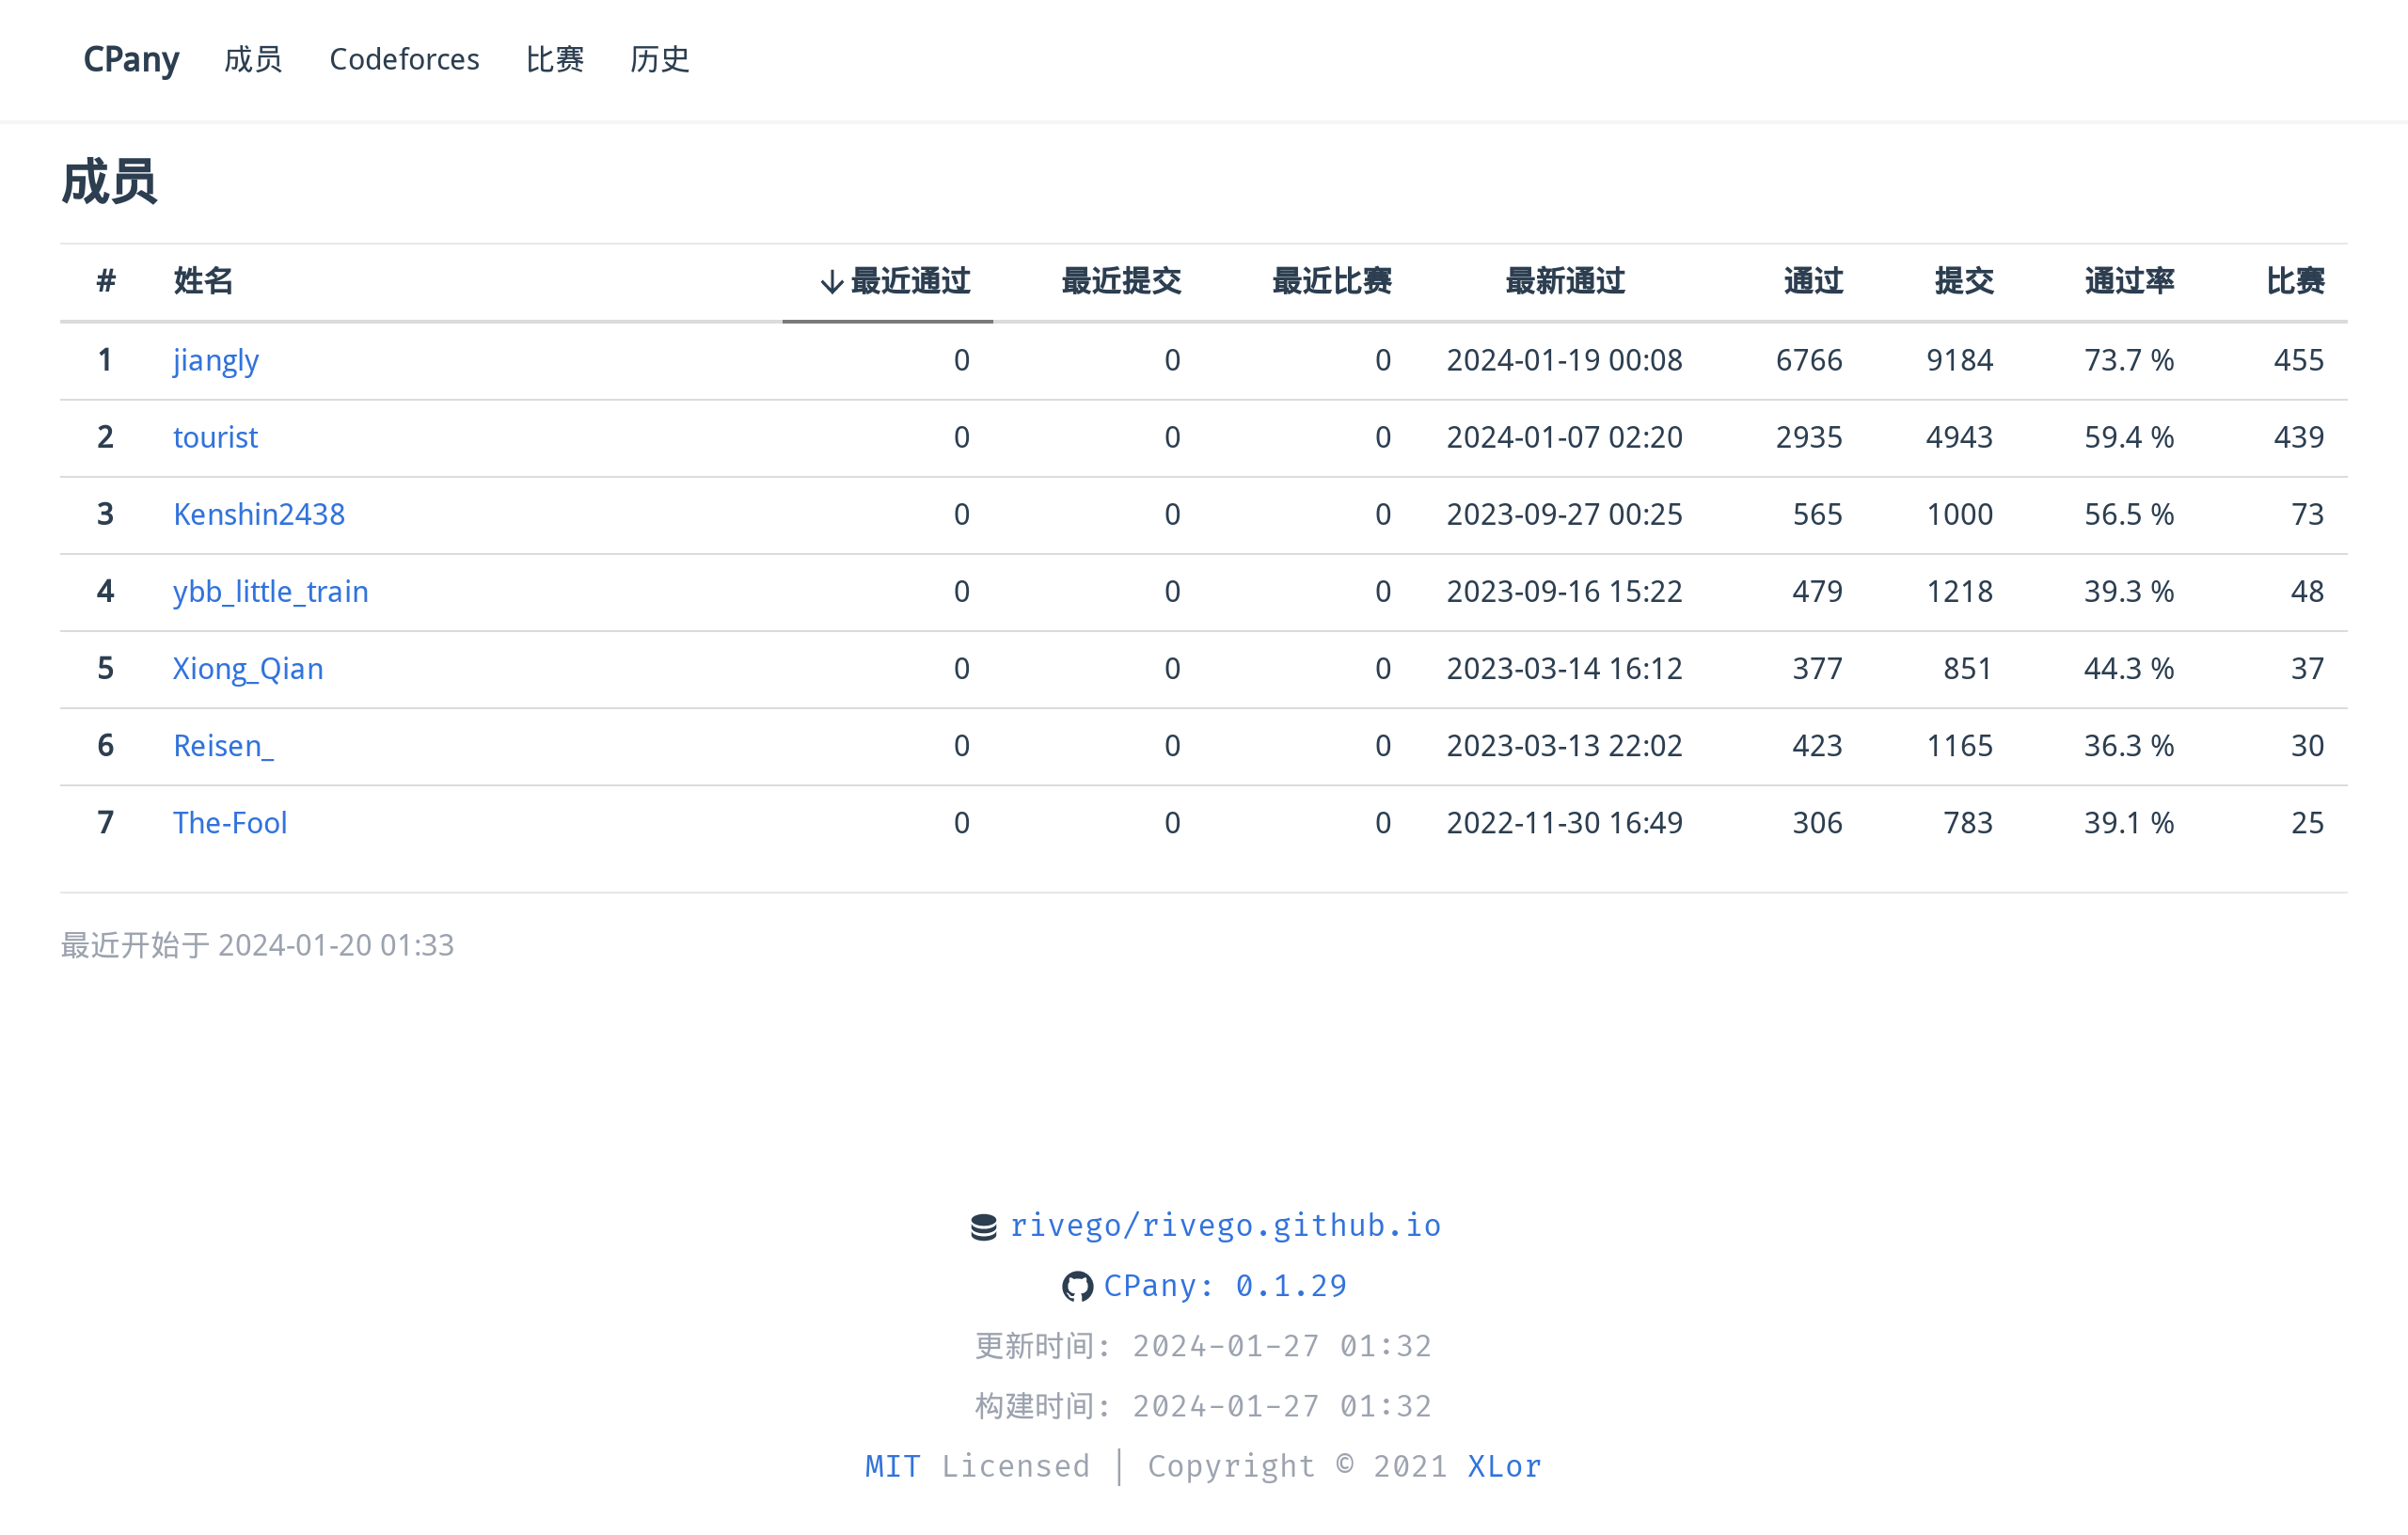 CPany 成员 Codeforces 比赛 历史
成员
# 姓名 ↓最近通过 最近提交 最近比赛 最新通过 通过 提交 通过率 比赛
1 jiangly 0 0 0 2024-01-19 00:08 6766 9184 73.7 % 455
2 tourist 0 0 0 2024-01-07 02:20 2935 4943 59.4 % 439
3 Kenshin2438 0 0 0 2023-09-27 00:25 565 1000 56.5 % 73
4 ybb_little_train 0 0 0 2023-09-16 15:22 479 1218 39.3 % 48
5 Xiong_Qian 0 0 0 2023-03-14 16:12 377 851 44.3 % 37
6 Reisen_ 0 0 0 2023-03-13 22:02 423 1165 36.3 % 30
7 The-Fool 0 0 0 2022-11-30 16:49 306 783 39.1 % 25
最近开始于 2024-01-20 01:33
rivego/rivego.github.io
CPany: 0.1.29
更新时间: 2024-01-27 01:32
构建时间: 2024-01-27 01:32
MIT Licensed | Copyright © 2021 XLor